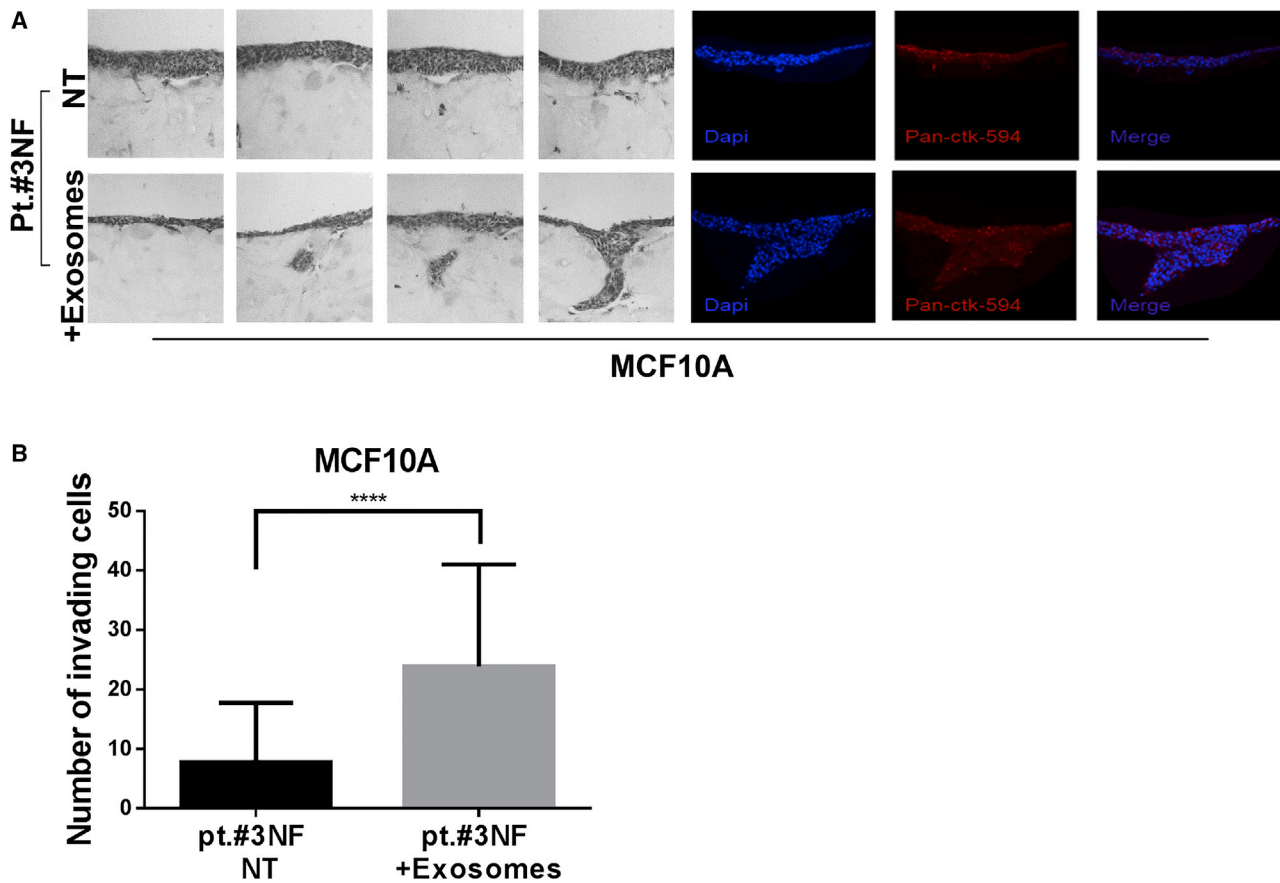 A
Pt.#3NF
NT
+Exosomes
Dapi
Pan-ctk-594
Merge
Dapi
Pan-ctk-594
Merge
MCF10A
B
MCF10A
****
Number of invading cells
50
40
30
20
10
0
pt.#3NF
NT
pt.#3NF
+Exosomes